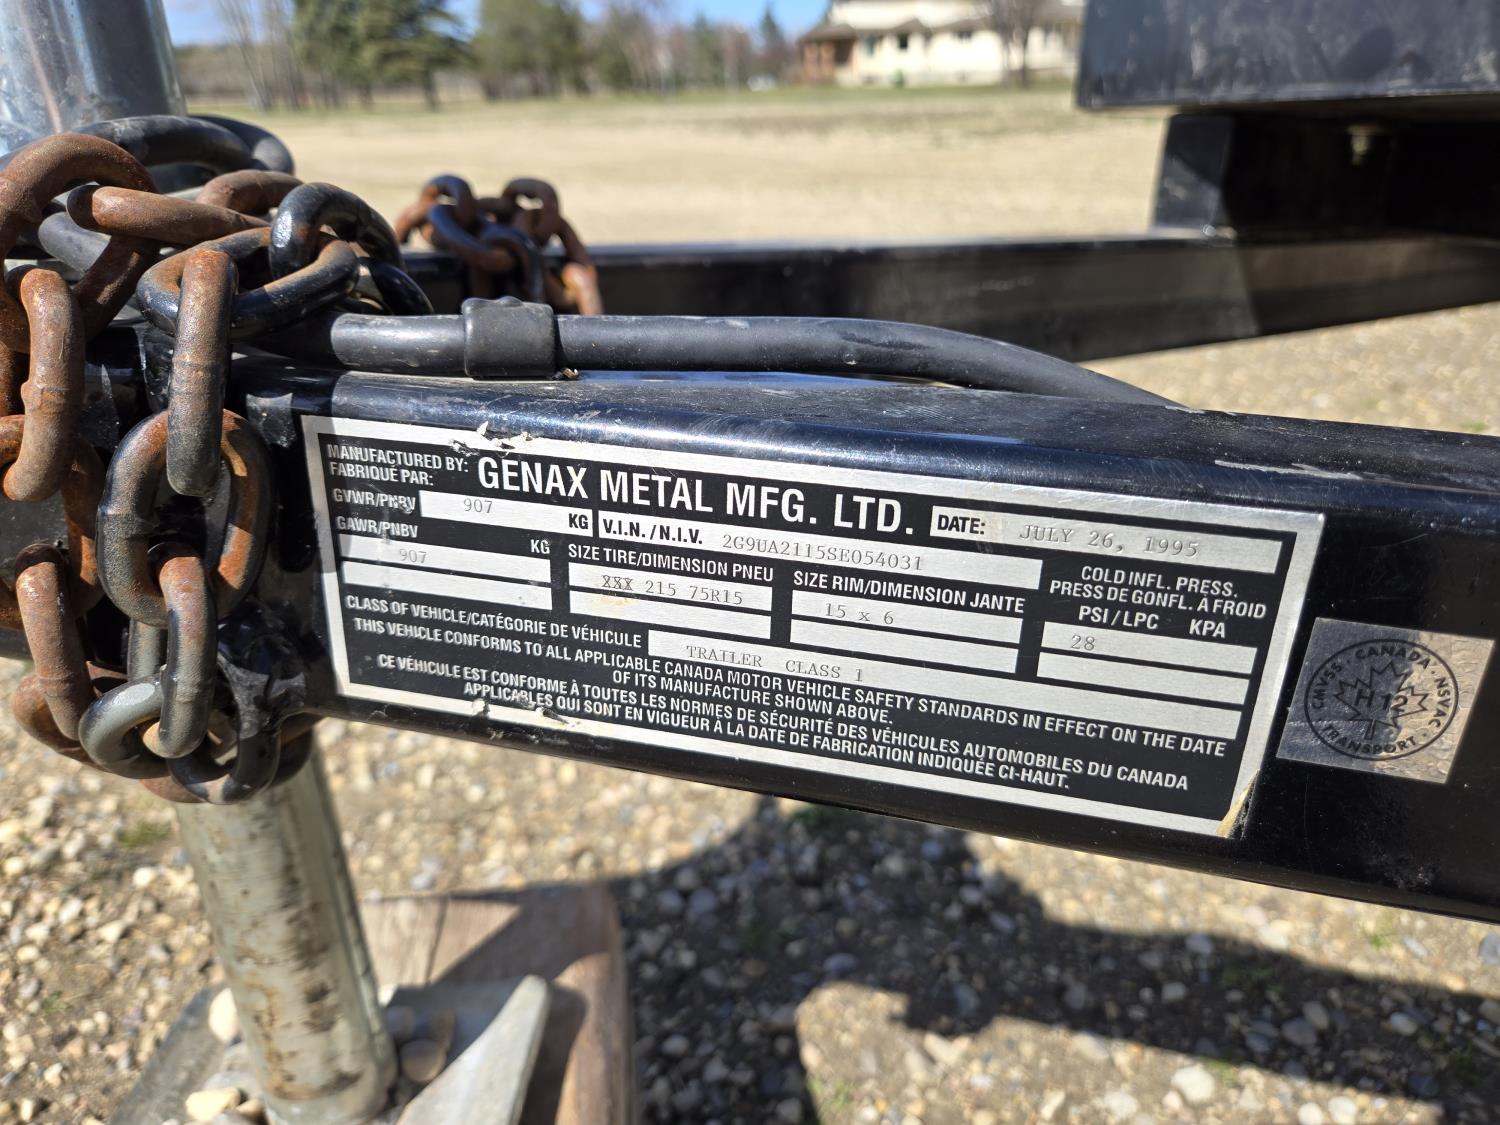 MANUFACTURED BY: GENAX METAL MFG. LTD. DATE: JULY 26, 1995
FABRIQUÉ PAR:
GVWR/PNBV 907 KG V.I.N. / N.I.V. 2G9UA2115SE054031
GAWR/PNBV KG SIZE TIRE/DIMENSION PNEU SIZE RIM/DIMENSION JANTE COLD INFL. PRESS.
PRESS DE GONFL. À FROID
PSI / LPC KPA
907 XXX 215 75R15 15 x 6 28
CLASS OF VEHICLE/CATÉGORIE DE VÉHICULE TRAILER CLASS 1
THIS VEHICLE CONFORMS TO ALL APPLICABLE CANADA MOTOR VEHICLE SAFETY STANDARDS IN EFFECT ON THE DATE
OF ITS MANUFACTURE SHOWN ABOVE.
CE VÉHICULE EST CONFORME À TOUTES LES NORMES DE SÉCURITÉ DES VÉHICULES AUTOMOBILES DU CANADA
APPLICABLES QUI SONT EN VIGUEUR À LA DATE DE FABRICATION INDIQUÉE CI-HAUT.
CMVSS · CANADA · NSVAC · TRANSPORT ·
H12